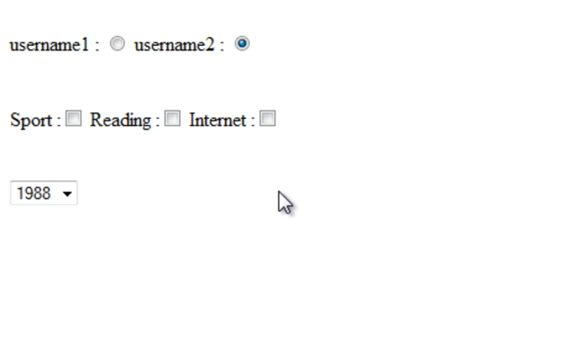 username1 : username2 :
Sport : Reading : Internet :
1988